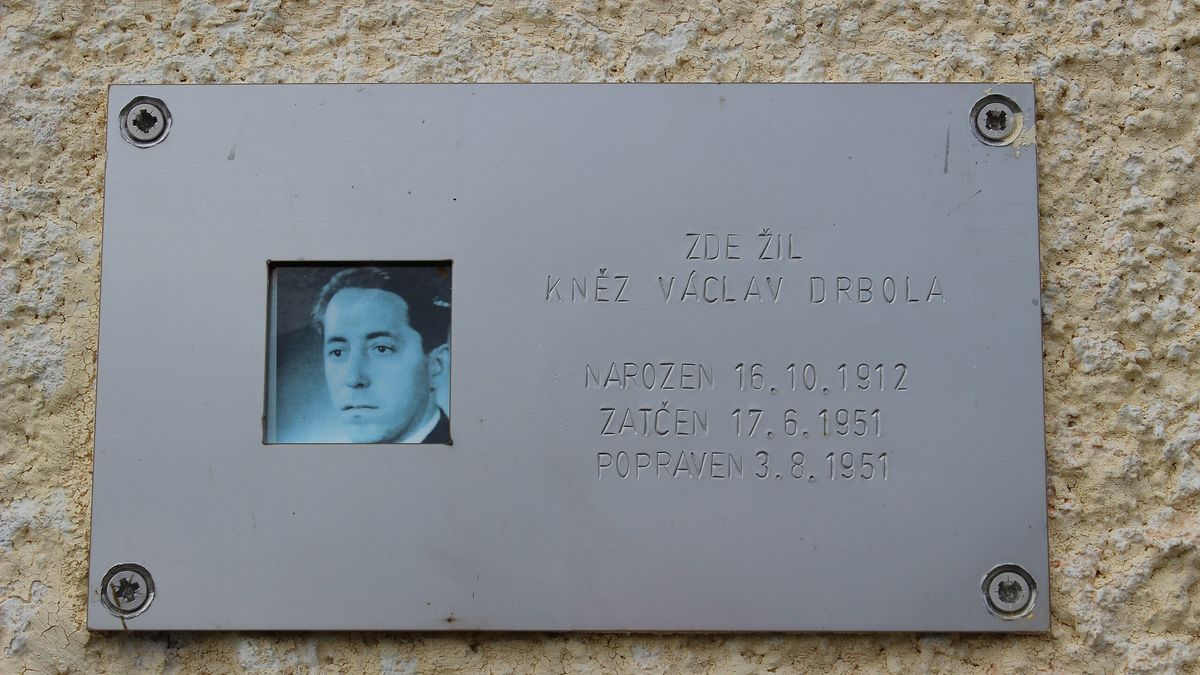 ZDE ŽIL
KNĚZ VÁCLAV DRBOLA
NAROZEN 16.10.1912
ZATČEN 17.6.1951
POPRAVEN 3.8.1951